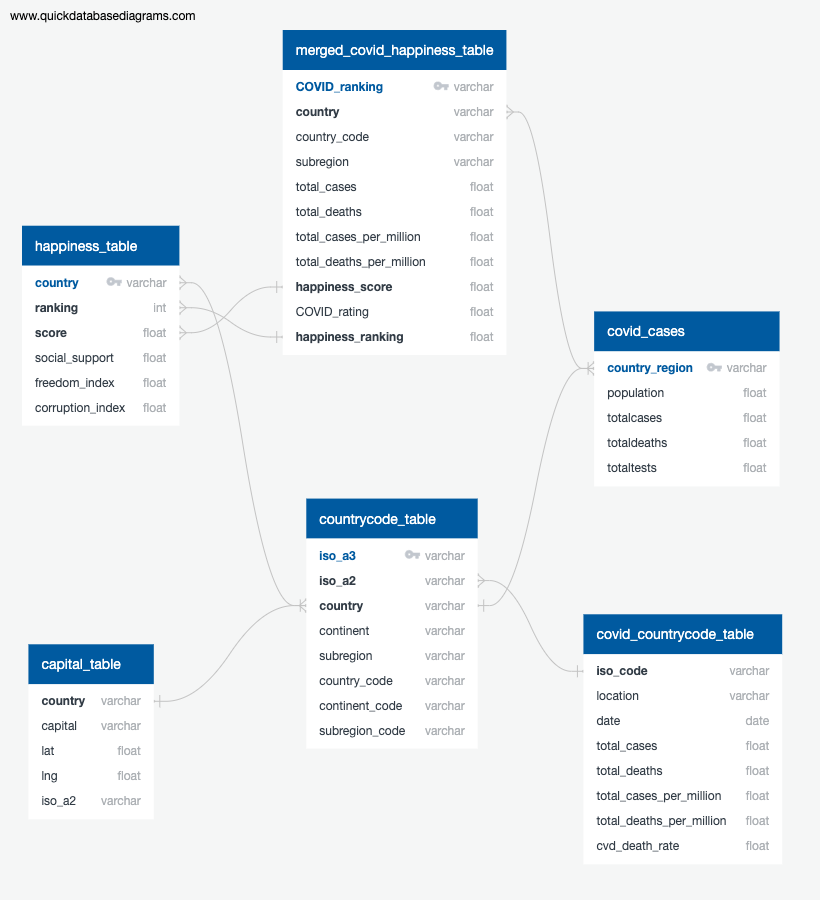 www.quickdatabasediagrams.com
merged_covid_happiness_table
COVID_ranking varchar
country varchar
country_code varchar
subregion varchar
total_cases float
total_deaths float
total_cases_per_million float
total_deaths_per_million float
happiness_score float
COVID_rating float
happiness_ranking float
happiness_table
country varchar
ranking int
score float
social_support float
freedom_index float
corruption_index float
covid_cases
country_region varchar
population float
totalcases float
totaldeaths float
totaltests float
countrycode_table
iso_a3 varchar
iso_a2 varchar
country varchar
continent varchar
subregion varchar
country_code varchar
continent_code varchar
subregion_code varchar
capital_table
country varchar
capital varchar
lat float
lng float
iso_a2 varchar
covid_countrycode_table
iso_code varchar
location varchar
date date
total_cases float
total_deaths float
total_cases_per_million float
total_deaths_per_million float
cvd_death_rate float